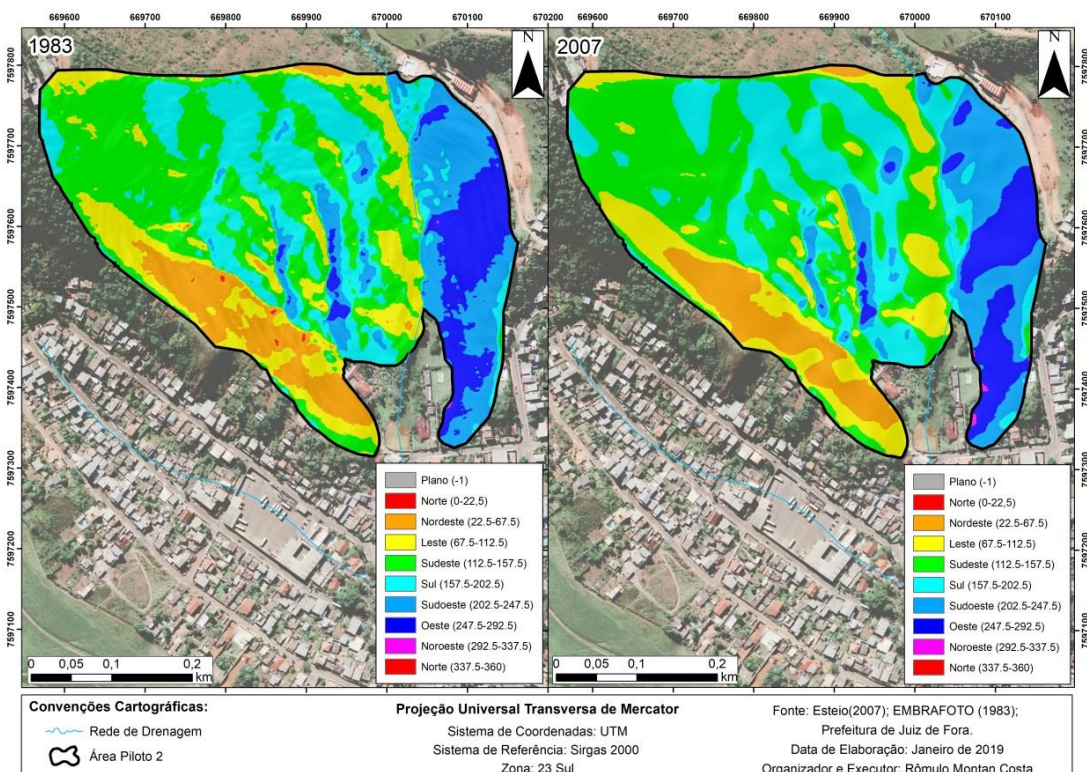 669600 669700 669800 669900 670000 670100 670200 669600 669700 669800 669900 670000 670100
1983
N
2007
N
7597800
7597700
7597600
7597500
7597400
7597300
7597200
7597100
7597800
7597700
7597600
7597500
7597400
7597300
7597200
7597100
Plano (-1)
Norte (0-22,5)
Nordeste (22.5-67.5)
Leste (67.5-112.5)
Sudeste (112.5-157.5)
Sul (157.5-202.5)
Sudoeste (202.5-247.5)
Oeste (247.5-292.5)
Noroeste (292.5-337.5)
Norte (337.5-360)
0 0,05 0,1 0,2
km
Plano (-1)
Norte (0-22,5)
Nordeste (22.5-67.5)
Leste (67.5-112.5)
Sudeste (112.5-157.5)
Sul (157.5-202.5)
Sudoeste (202.5-247.5)
Oeste (247.5-292.5)
Noroeste (292.5-337.5)
Norte (337.5-360)
0 0,05 0,1 0,2
km
Convenções Cartográficas:
Rede de Drenagem
Área Piloto 2
Projeção Universal Transversa de Mercator
Sistema de Coordenadas: UTM
Sistema de Referência: Sirgas 2000
Zona: 23 Sul
Fonte: Esteio(2007); EMBRAFOTO (1983);
Prefeitura de Juiz de Fora.
Data de Elaboração: Janeiro de 2019
Organizador e Executor: Rômulo Montan Costa